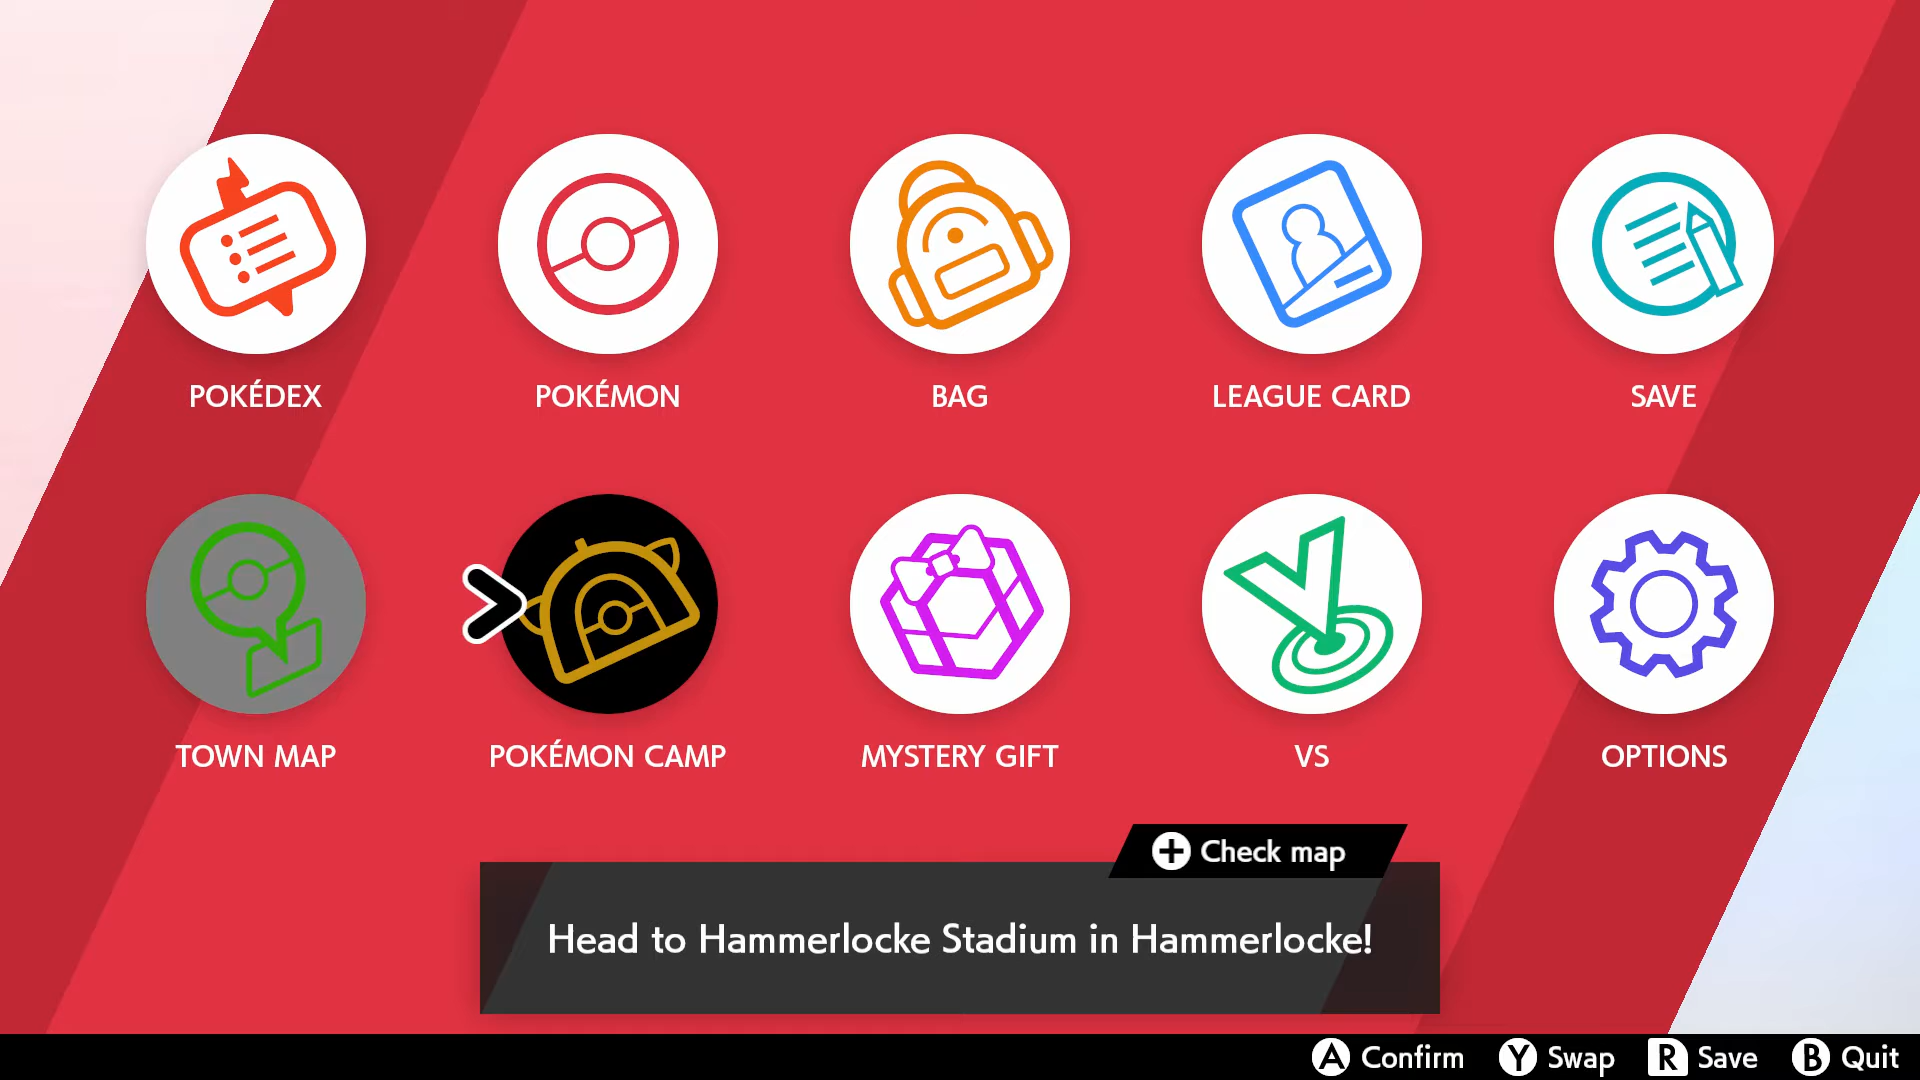 POKÉDEX
POKÉMON
BAG
LEAGUE CARD
SAVE
TOWN MAP
POKÉMON CAMP
MYSTERY GIFT
VS
OPTIONS
Check map
Head to Hammerlocke Stadium in Hammerlocke!
A Confirm Y Swap R Save B Quit